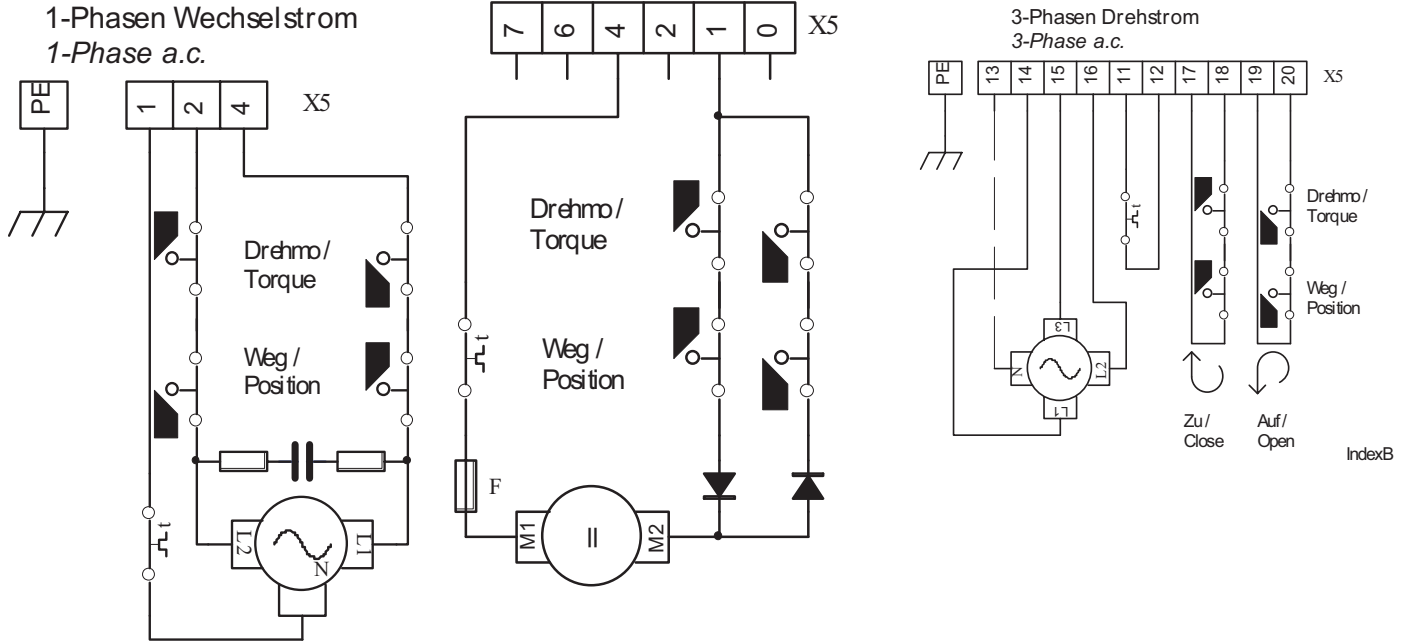 1-Phasen Wechselstrom
1-Phase a.c.
PE
1 2 4 X5
Drehmo/
Torque
Weg /
Position
t
L2 N L1
7 6 4 2 1 0 X5
Drehmo/
Torque
Weg /
Position
t
F
M1 II M2
3-Phasen Drehstrom
3-Phase a.c.
PE
13 14 15 16 11 12 17 18 19 20 X5
t
Drehmo/
Torque
Weg /
Position
L3
N L2
L1
Zu /
Close
Auf /
Open
IndexB